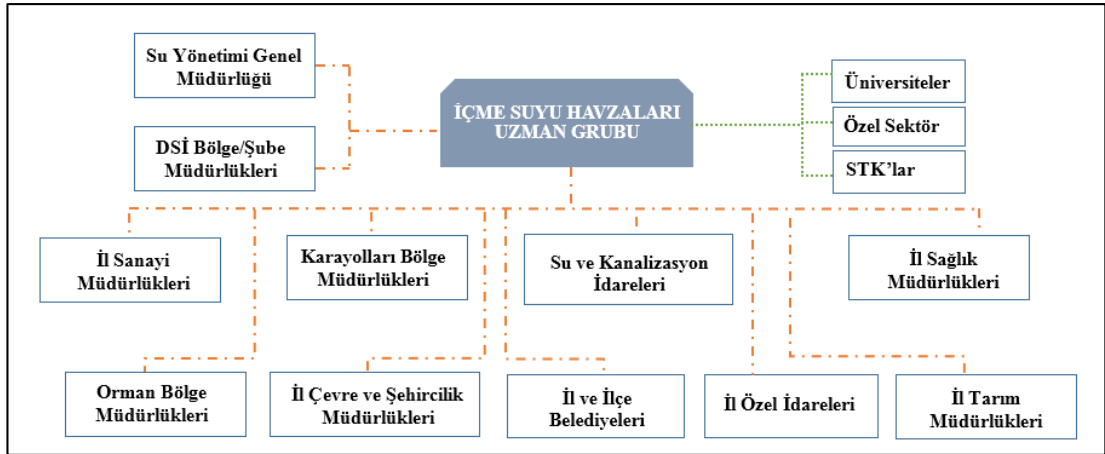 Su Yönetimi Genel
Müdürlüğü
DSİ Bölge/Şube
Müdürlükleri
İÇME SUYU HAVZALARI
UZMAN GRUBU
Üniversiteler
Özel Sektör
STK’lar
İl Sanayi
Müdürlükleri
Karayolları Bölge
Müdürlükleri
Su ve Kanalizasyon
İdareleri
İl Sağlık
Müdürlükleri
Orman Bölge
Müdürlükleri
İl Çevre ve Şehircilik
Müdürlükleri
İl ve İlçe
Belediyeleri
İl Özel İdareleri
İl Tarım
Müdürlükleri